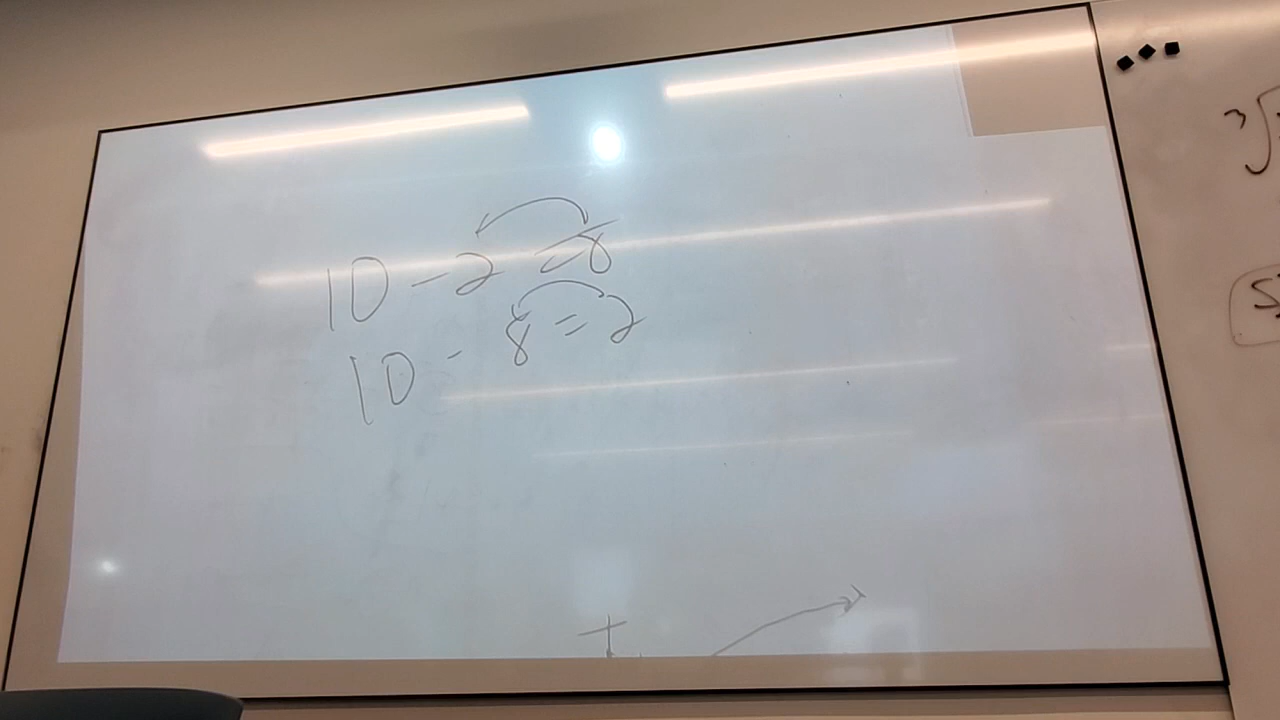 10 - 2 = 8
10 - 8 = 2